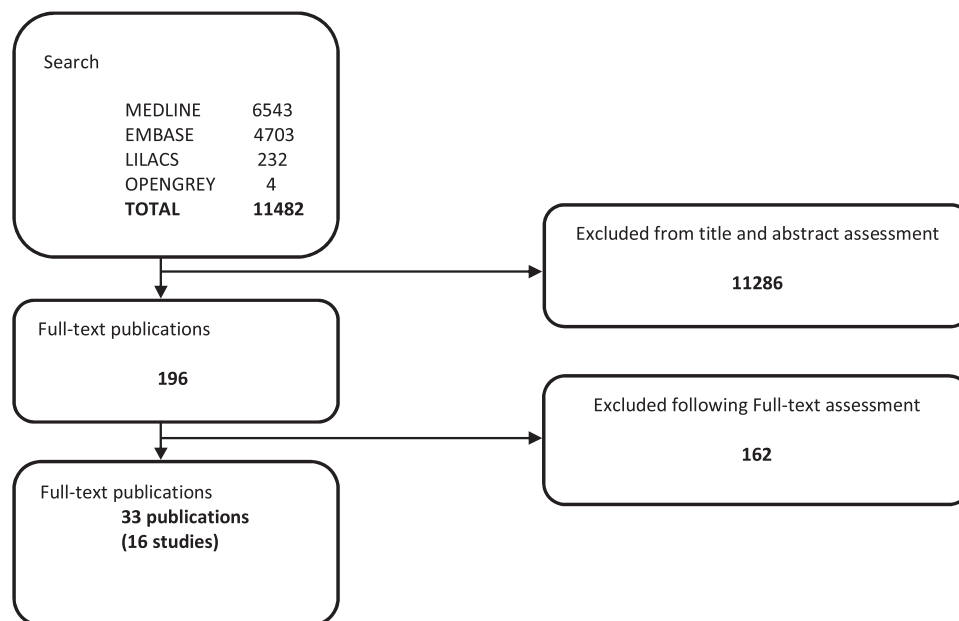 Search
MEDLINE 6543
EMBASE 4703
LILACS 232
OPENGREY 4
TOTAL 11482
Excluded from title and abstract assessment
11286
Full-text publications
196
Excluded following Full-text assessment
162
Full-text publications
33 publications
(16 studies)